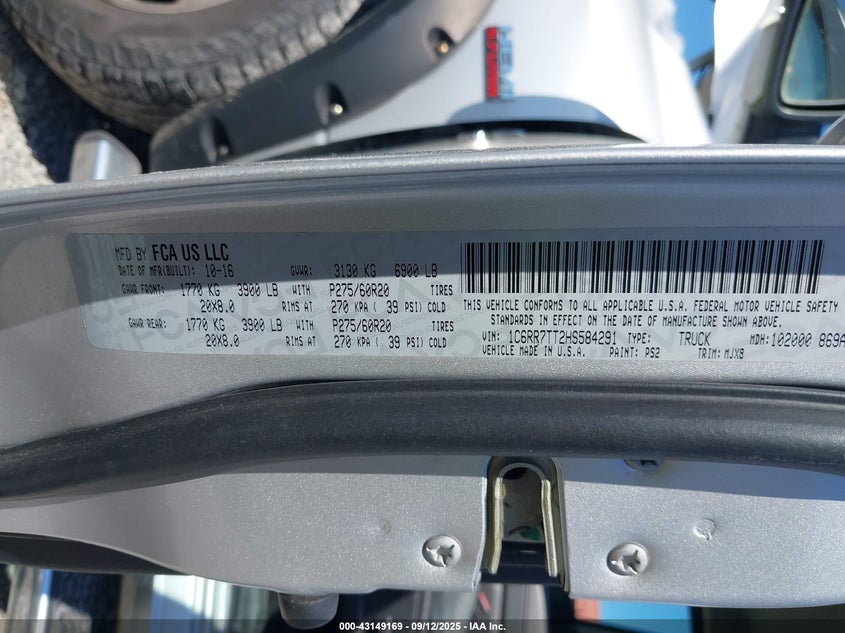 HEMI
MFD BY FCA US LLC
DATE OF MFR(BUILT): 10-16 GVWR: 3130 KG 6900 LB
GAWR FRONT: 1770 KG 3900 LB WITH P275/60R20 TIRES
20X8.0 RIMS AT 270 KPA ( 39 PSI) COLD
GAWR REAR: 1770 KG 3900 LB WITH P275/60R20 TIRES
20X8.0 RIMS AT 270 KPA ( 39 PSI) COLD
THIS VEHICLE CONFORMS TO ALL APPLICABLE U.S.A. FEDERAL MOTOR VEHICLE SAFETY
STANDARDS IN EFFECT ON THE DATE OF MANUFACTURE SHOWN ABOVE.
VIN: 1C6RR7TT2HS584291 TYPE: TRUCK MDH: 102000 869A
VEHICLE MADE IN U.S.A. PAINT: PS2 TRIM: MJX8
000-43149169 - 09/12/2025 - IAA Inc.